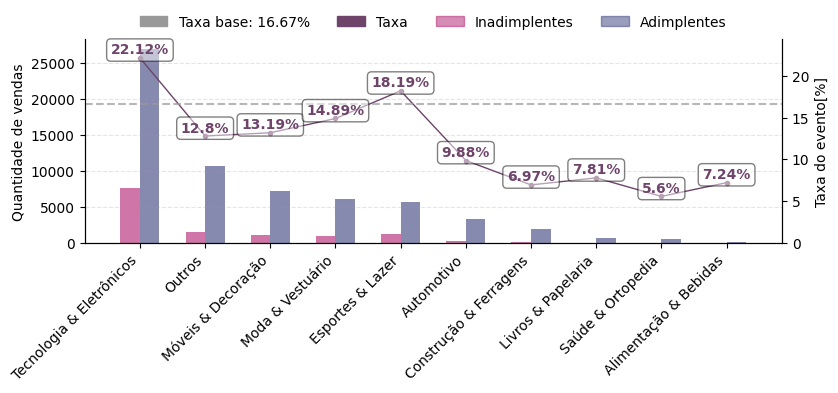 Taxa base: 16.67% Taxa Inadimplentes Adimplentes
Quantidade de vendas
25000
20000
15000
10000
5000
0
22.12%
12.8%
13.19%
14.89%
18.19%
9.88%
6.97%
7.81%
5.6%
7.24%
20
15
10
5
0
Taxa do evento[%]
Tecnologia & Eletrônicos
Outros
Móveis & Decoração
Moda & Vestuário
Esportes & Lazer
Automotivo
Construção & Ferragens
Livros & Papelaria
Saúde & Ortopedia
Alimentação & Bebidas